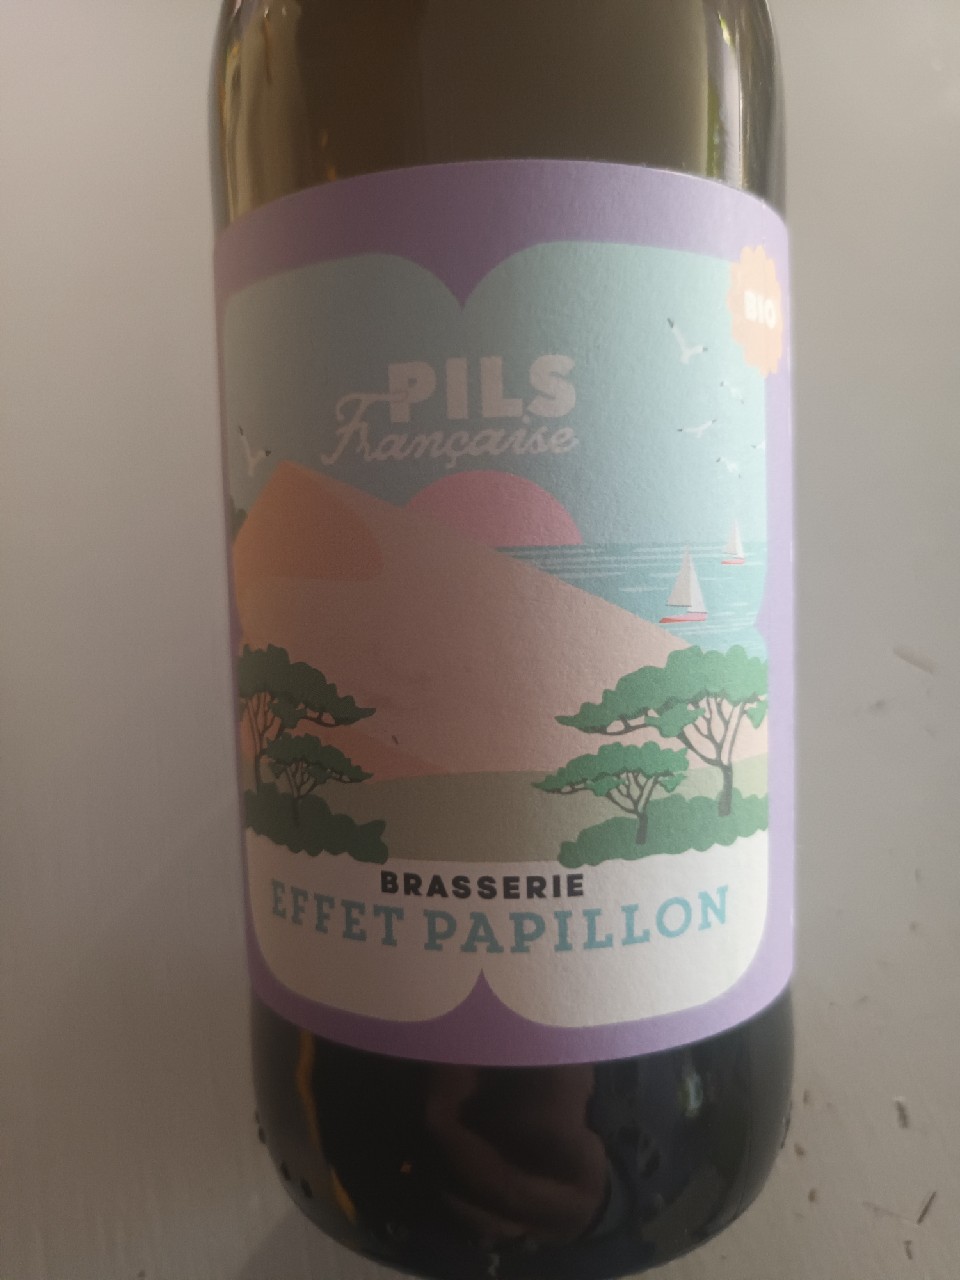 BIO
PILS
Française
BRASSERIE
EFFET PAPILLON